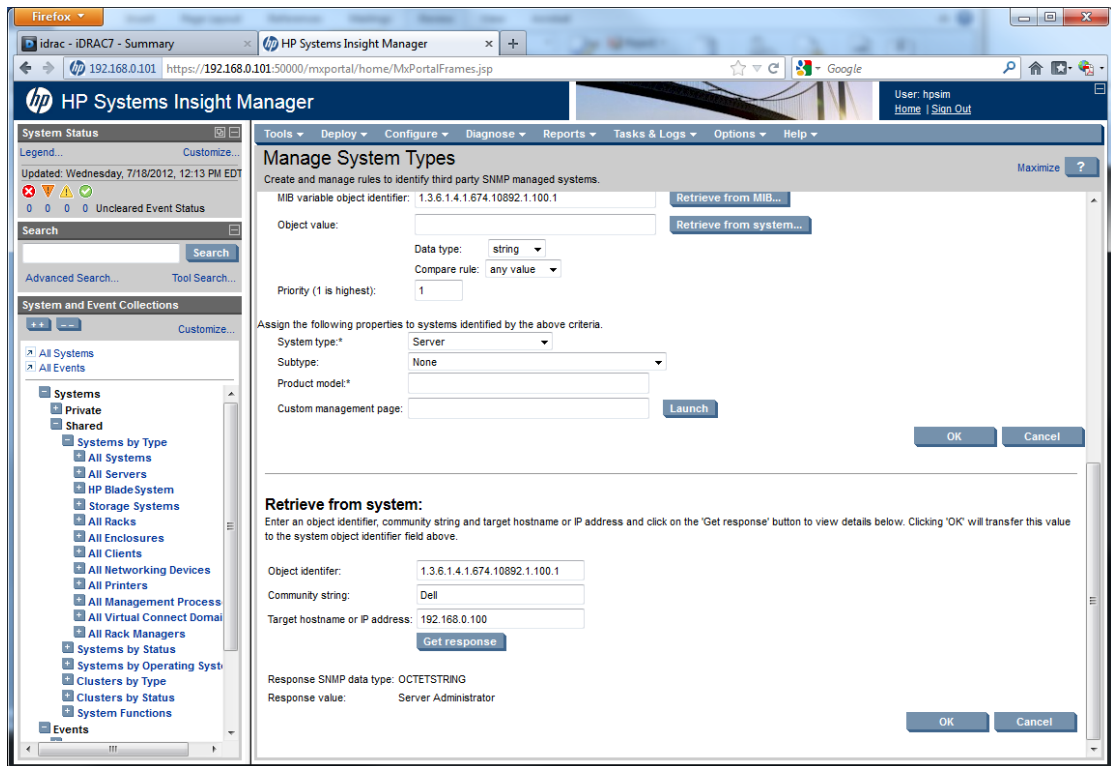 Firefox
idrac - iDRAC7 - Summary
HP Systems Insight Manager
192.168.0.101 https://192.168.0.101:50000/mxportal/home/MxPortalFrames.jsp
Google
hp HP Systems Insight Manager
User: hpsim
Home | Sign Out
System Status
Legend... Customize...
Updated: Wednesday, 7/18/2012, 12:13 PM EDT
0 0 0 0 Uncleared Event Status
Search
Search
Advanced Search... Tool Search...
System and Event Collections
Customize...
All Systems
All Events
Systems
Private
Shared
Systems by Type
All Systems
All Servers
HP BladeSystem
Storage Systems
All Racks
All Enclosures
All Clients
All Networking Devices
All Printers
All Management Process
All Virtual Connect Domai
All Rack Managers
Systems by Status
Systems by Operating Syst
Clusters by Type
Clusters by Status
System Functions
Events
Tools Deploy Configure Diagnose Reports Tasks & Logs Options Help
Manage System Types
Create and manage rules to identify third party SNMP managed systems.
Maximize ?
MIB variable object identifier: 1.3.6.1.4.1.674.10892.1.100.1 Retrieve from MIB...
Object value: Retrieve from system...
Data type: string
Compare rule: any value
Priority (1 is highest): 1
Assign the following properties to systems identified by the above criteria.
System type:* Server
Subtype: None
Product model:*
Custom management page: Launch
OK Cancel
Retrieve from system:
Enter an object identifier, community string and target hostname or IP address and click on the 'Get response' button to view details below. Clicking 'OK' will transfer this value
to the system object identifier field above.
Object identifer: 1.3.6.1.4.1.674.10892.1.100.1
Community string: Dell
Target hostname or IP address: 192.168.0.100
Get response
Response SNMP data type: OCTETSTRING
Response value: Server Administrator
OK Cancel